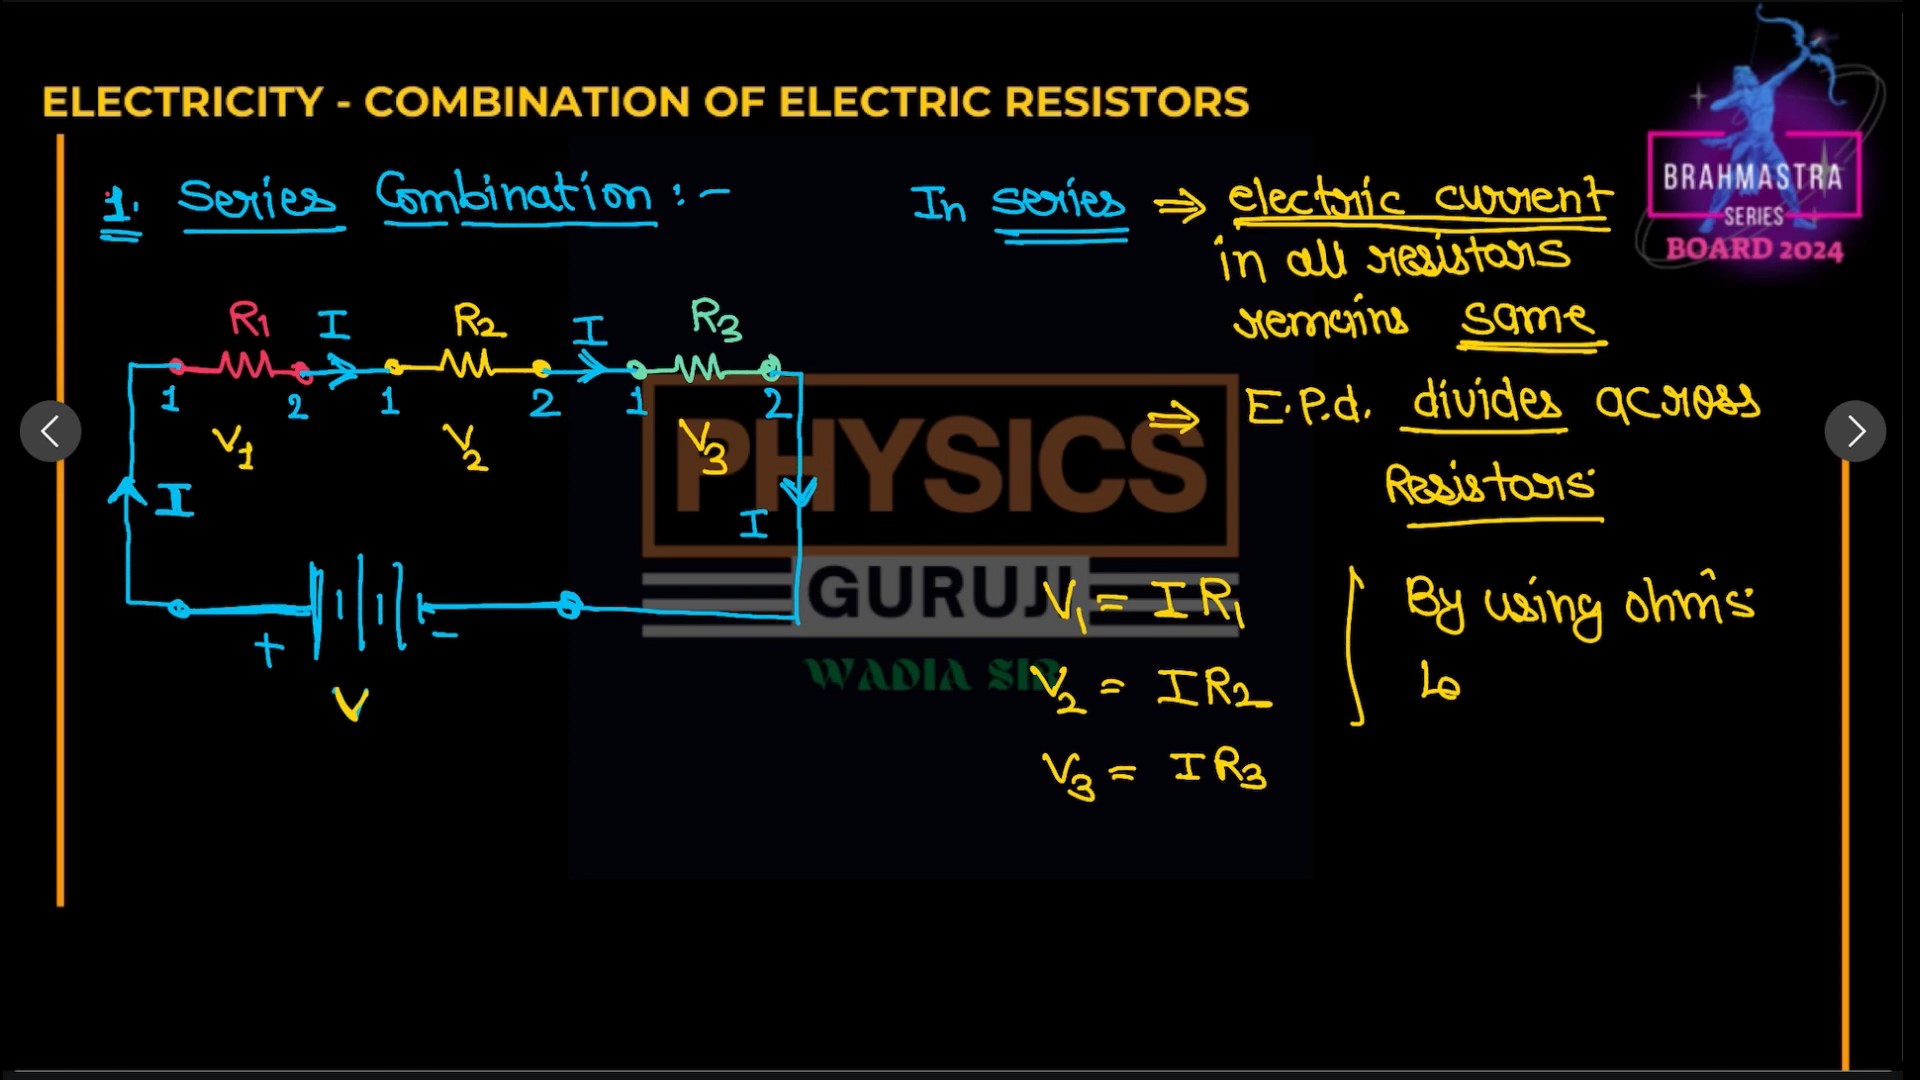 ELECTRICITY - COMBINATION OF ELECTRIC RESISTORS
BRAHMASTRA
SERIES
BOARD 2024
1. Series Combination :-
In series ⇒ electric current
in all resistors
remains same
⇒ E.P.d. divides across
Resistors
R1 I R2 I R3
1 2 1 2 1 2
V1 V2 V3
I
I
+ -
V
PHYSICS
GURUJI
WADIA SIR
V1 = IR1
V2 = IR2
V3 = IR3
By using ohm's